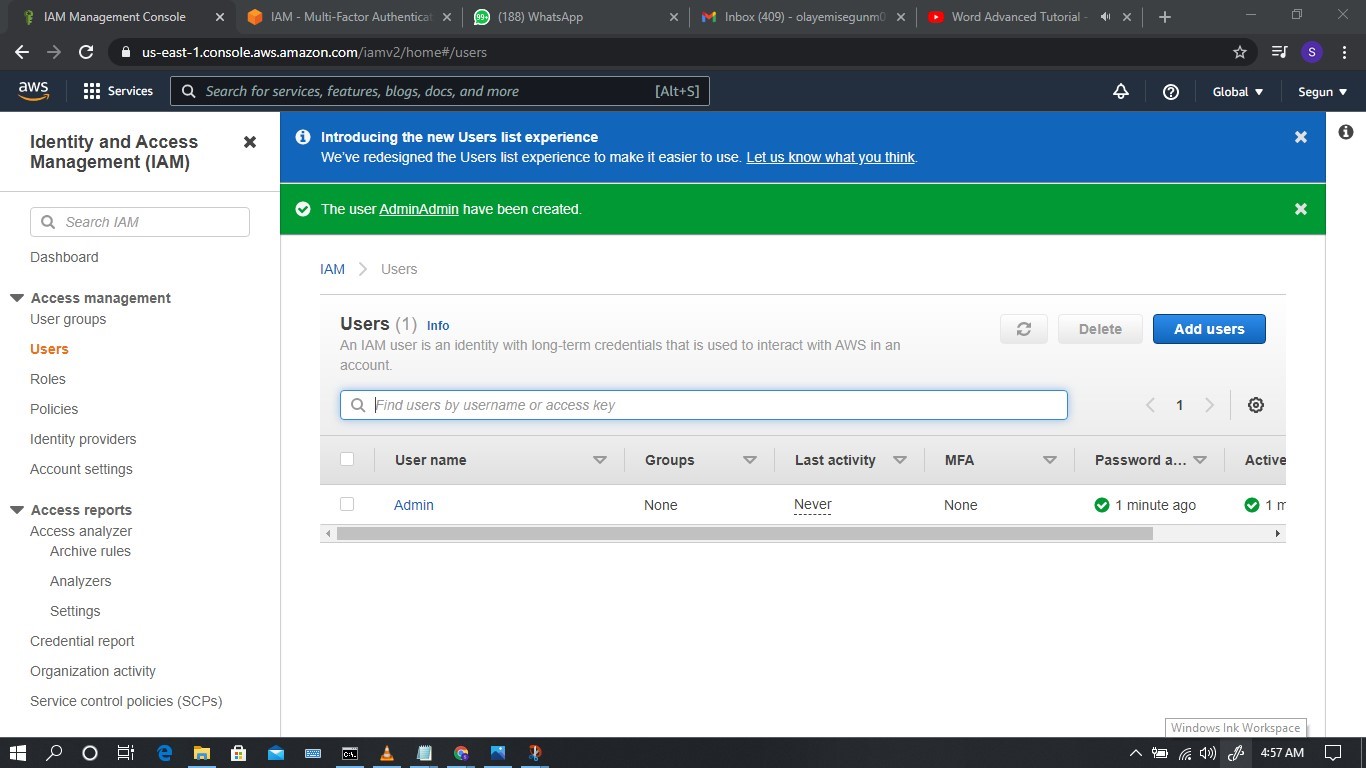 IAM Management Console
IAM - Multi-Factor Authenticat
99+
(188) WhatsApp
Inbox (409) - olayemisegunm0
Word Advanced Tutorial -
us-east-1.console.aws.amazon.com/iamv2/home#/users
S
aws
Services
Search for services, features, blogs, docs, and more
[Alt+S]
Global
Segun
Identity and Access
Management (IAM)
Search IAM
Dashboard
Access management
User groups
Users
Roles
Policies
Identity providers
Account settings
Access reports
Access analyzer
Archive rules
Analyzers
Settings
Credential report
Organization activity
Service control policies (SCPs)
Introducing the new Users list experience
We've redesigned the Users list experience to make it easier to use. Let us know what you think.
The user AdminAdmin have been created.
IAM
Users
Users (1) Info
An IAM user is an identity with long-term credentials that is used to interact with AWS in an
account.
Delete
Add users
Find users by username or access key
1
User name
Groups
Last activity
MFA
Password a...
Active
Admin
None
Never
None
1 minute ago
1 m
Windows Ink Workspace
4:57 AM